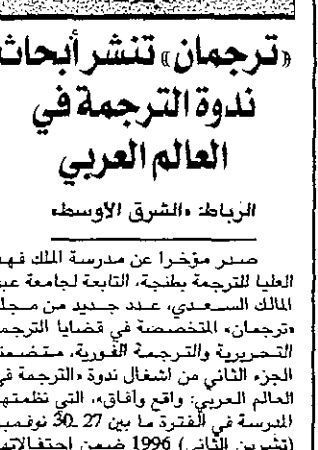 «ترجمان» تنشر أبحاث
ندوة الترجمة في
العالم العربي
الرباط: «الشرق الأوسط»
صدر مؤخرا عن مدرسة الملك فهد
العليا للترجمة بطنجة، التابعة لجامعة عبد
المالك السعدي، عدد جديد من مجلة
«ترجمان» المتخصصة في قضايا الترجمة
التحريرية والترجمة الفورية، متضمنا
الجزء الثاني من اشغال ندوة «الترجمة في
العالم العربي: واقع وآفاق»، التي نظمتها
المدرسة في الفترة ما بين 27 ـ 30 نوفمبر
(تشرين الثاني) 1996 ضمن احتفالاتها